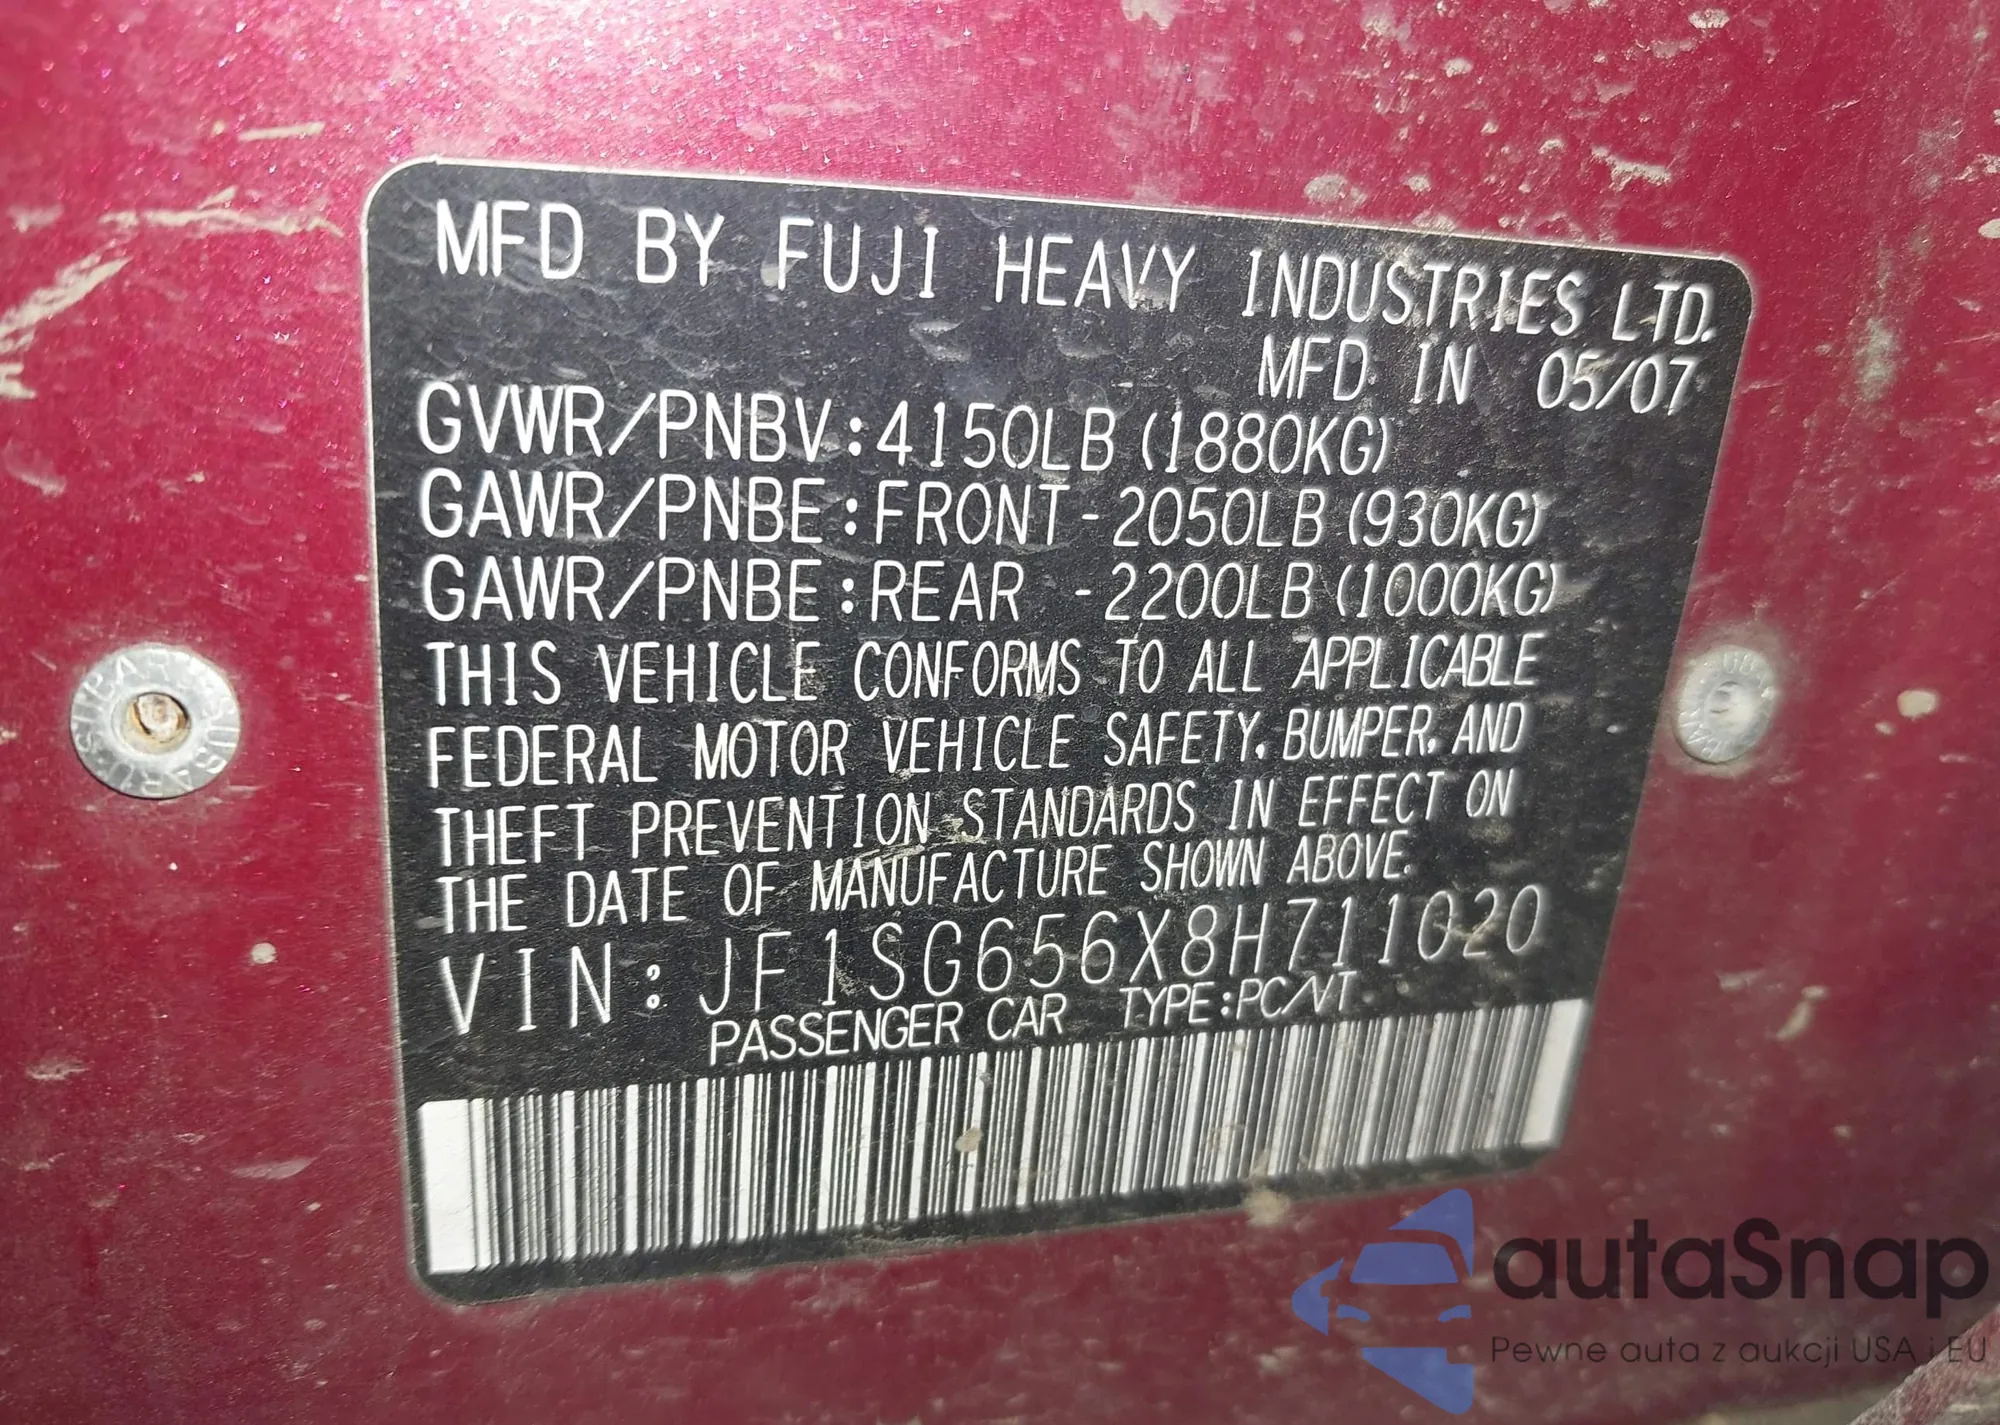 MFD BY FUJI HEAVY INDUSTRIES LTD.
MFD IN 05/07
GVWR/PNBV:4150LB (1880KG)
GAWR/PNBE:FRONT-2050LB (930KG)
GAWR/PNBE:REAR -2200LB (1000KG)
THIS VEHICLE CONFORMS TO ALL APPLICABLE
FEDERAL MOTOR VEHICLE SAFETY, BUMPER, AND
THEFT PREVENTION STANDARDS IN EFFECT ON
THE DATE OF MANUFACTURE SHOWN ABOVE.
VIN: JF1SG656X8H711020
PASSENGER CAR TYPE:PC/VT
autaSnap
Pewne auta z aukcji USA i EU